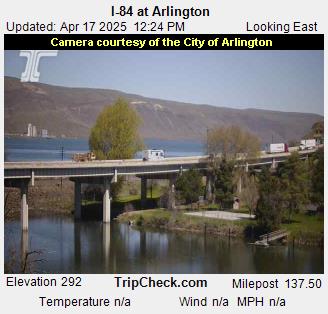 I-84 at Arlington
Updated: Apr 17 2025 12:24 PM Looking East
Camera courtesy of the City of Arlington
Elevation 292 TripCheck.com Milepost 137.50
Temperature n/a Wind n/a MPH n/a